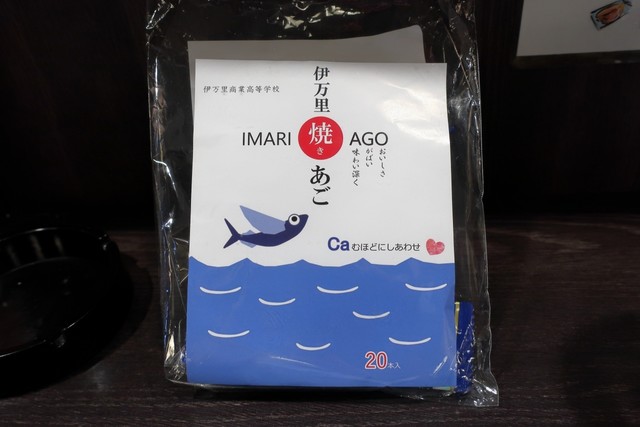 伊万里商業高等学校
伊万里
IMARI 焼き AGO
あご
おいしさ
がばい
味わい深く
Caむほどにしあわせ
20本入